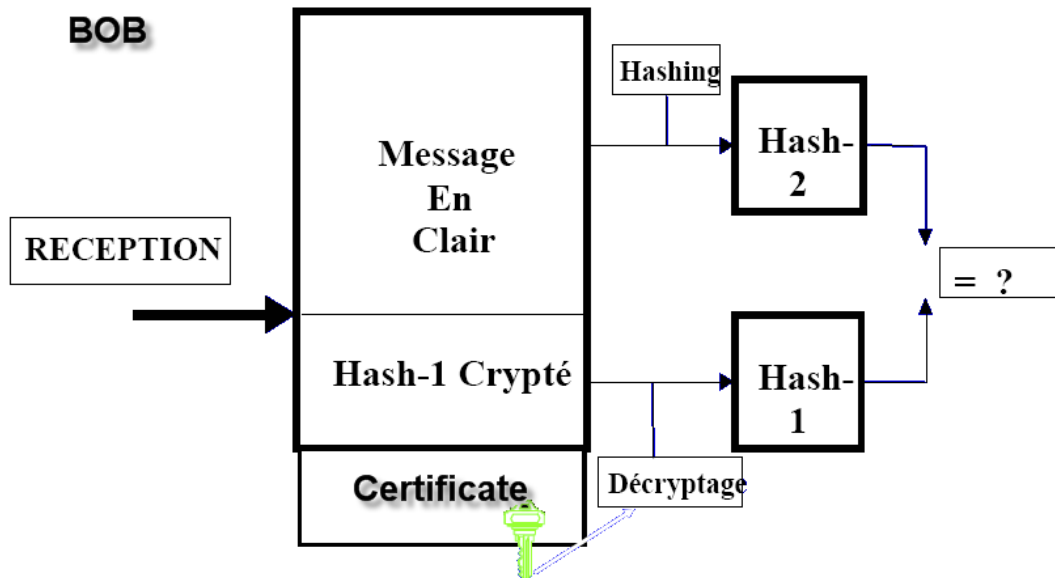 BOB
Hashing
Message
En
Clair
Hash-
2
RECEPTION
= ?
Hash-1 Crypté
Hash-
1
Certificate
Décryptage